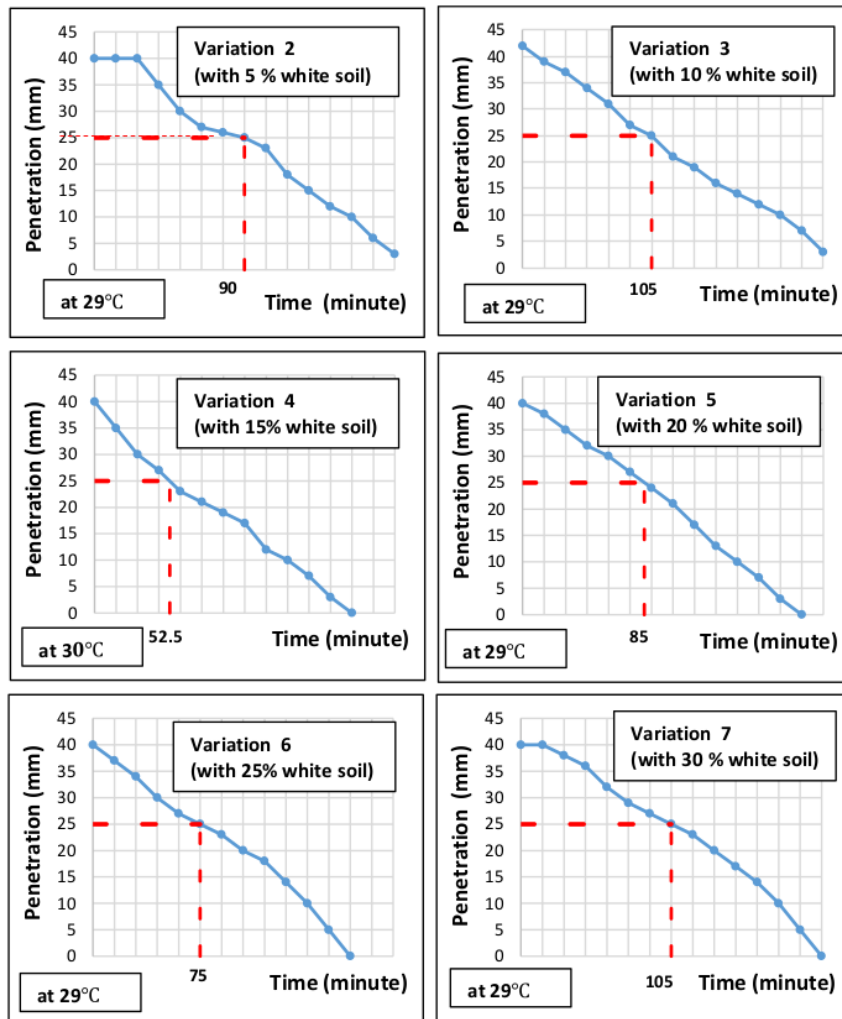 Variation 2
(with 5 % white soil)
Penetration (mm)
45
40
35
30
25
20
15
10
5
0
90
Time (minute)
at 29℃
Variation 3
(with 10 % white soil)
Penetration (mm)
45
40
35
30
25
20
15
10
5
0
105
Time (minute)
at 29℃
Variation 4
(with 15% white soil)
Penetration (mm)
45
40
35
30
25
20
15
10
5
0
52.5
Time (minute)
at 30℃
Variation 5
(with 20 % white soil)
Penetration (mm)
45
40
35
30
25
20
15
10
5
0
85
Time (minute)
at 29℃
Variation 6
(with 25% white soil)
Penetration (mm)
45
40
35
30
25
20
15
10
5
0
75
Time (minute)
at 29℃
Variation 7
(with 30 % white soil)
Penetration (mm)
45
40
35
30
25
20
15
10
5
0
105
Time (minute)
at 29℃